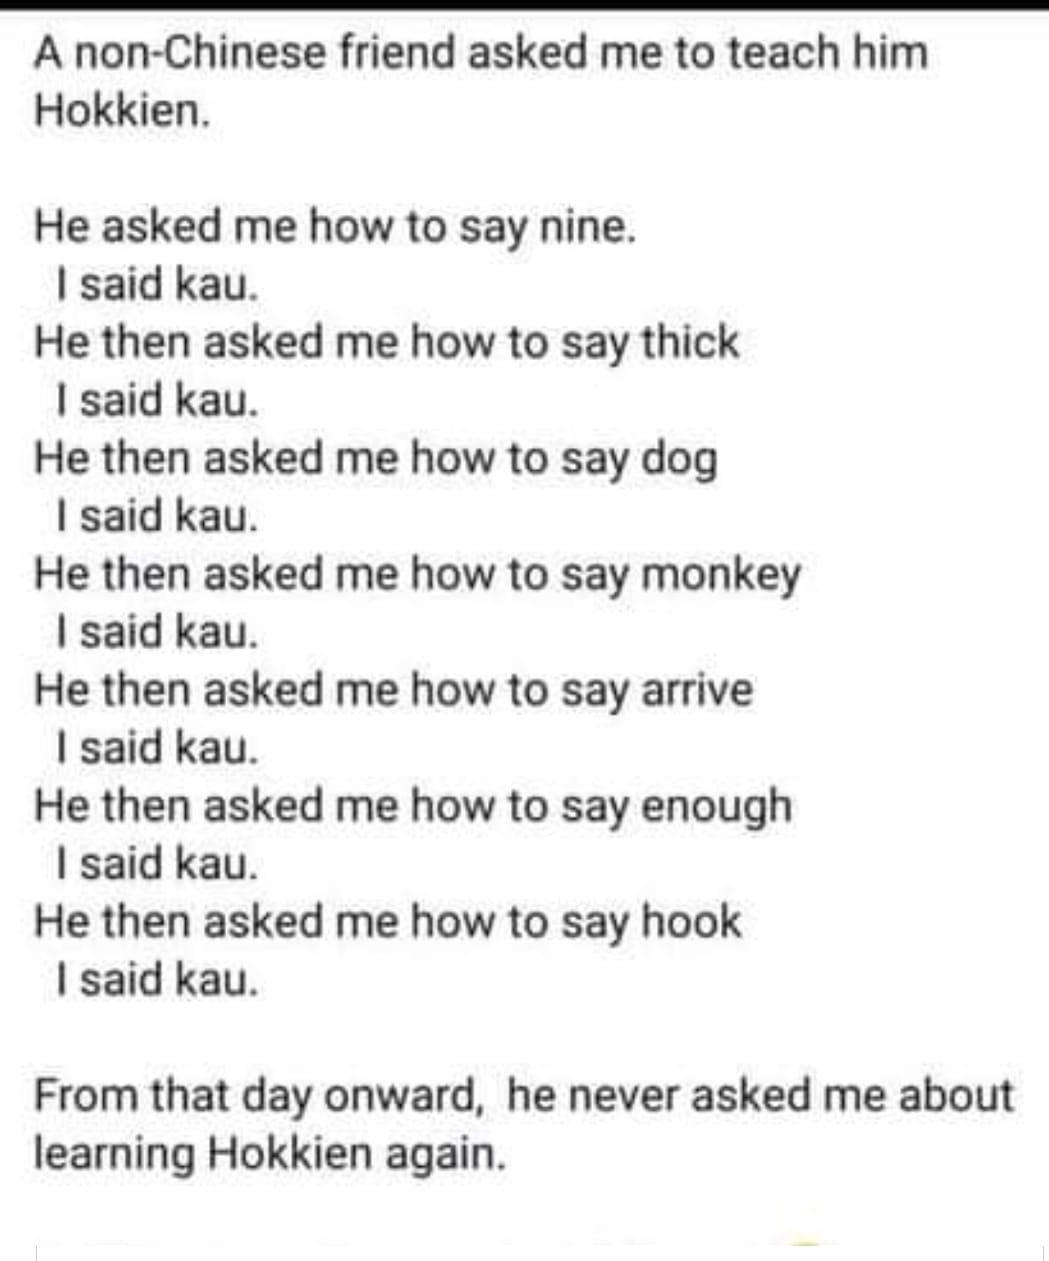 A non-Chinese friend asked me to teach him
Hokkien.
He asked me how to say nine.
I said kau.
He then asked me how to say thick
I said kau.
He then asked me how to say dog
I said kau.
He then asked me how to say monkey
I said kau.
He then asked me how to say arrive
I said kau.
He then asked me how to say enough
I said kau.
He then asked me how to say hook
I said kau.
From that day onward, he never asked me about
learning Hokkien again.